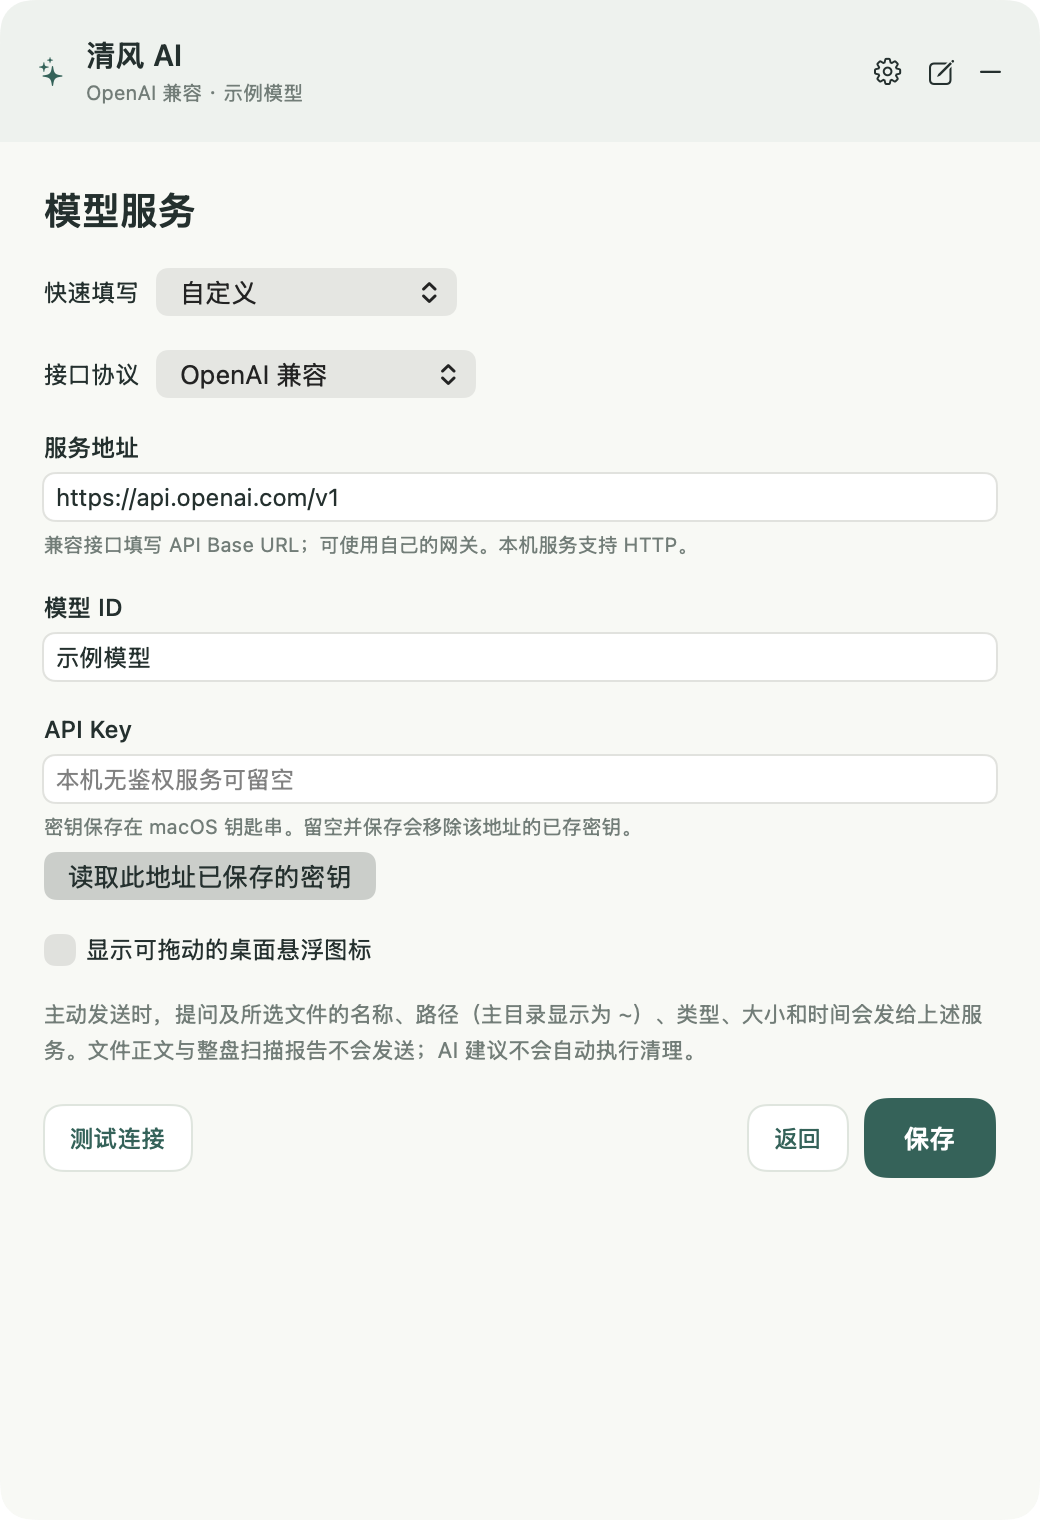 清风 AI
OpenAI 兼容 · 示例模型
模型服务
快速填写 自定义
接口协议 OpenAI 兼容
服务地址
https://api.openai.com/v1
兼容接口填写 API Base URL；可使用自己的网关。本机服务支持 HTTP。
模型 ID
示例模型
API Key
本机无鉴权服务可留空
密钥保存在 macOS 钥匙串。留空并保存会移除该地址的已存密钥。
读取此地址已保存的密钥
显示可拖动的桌面悬浮图标
主动发送时，提问及所选文件的名称、路径（主目录显示为 ~）、类型、大小和时间会发给上述服
务。文件正文与整盘扫描报告不会发送；AI 建议不会自动执行清理。
测试连接 返回 保存